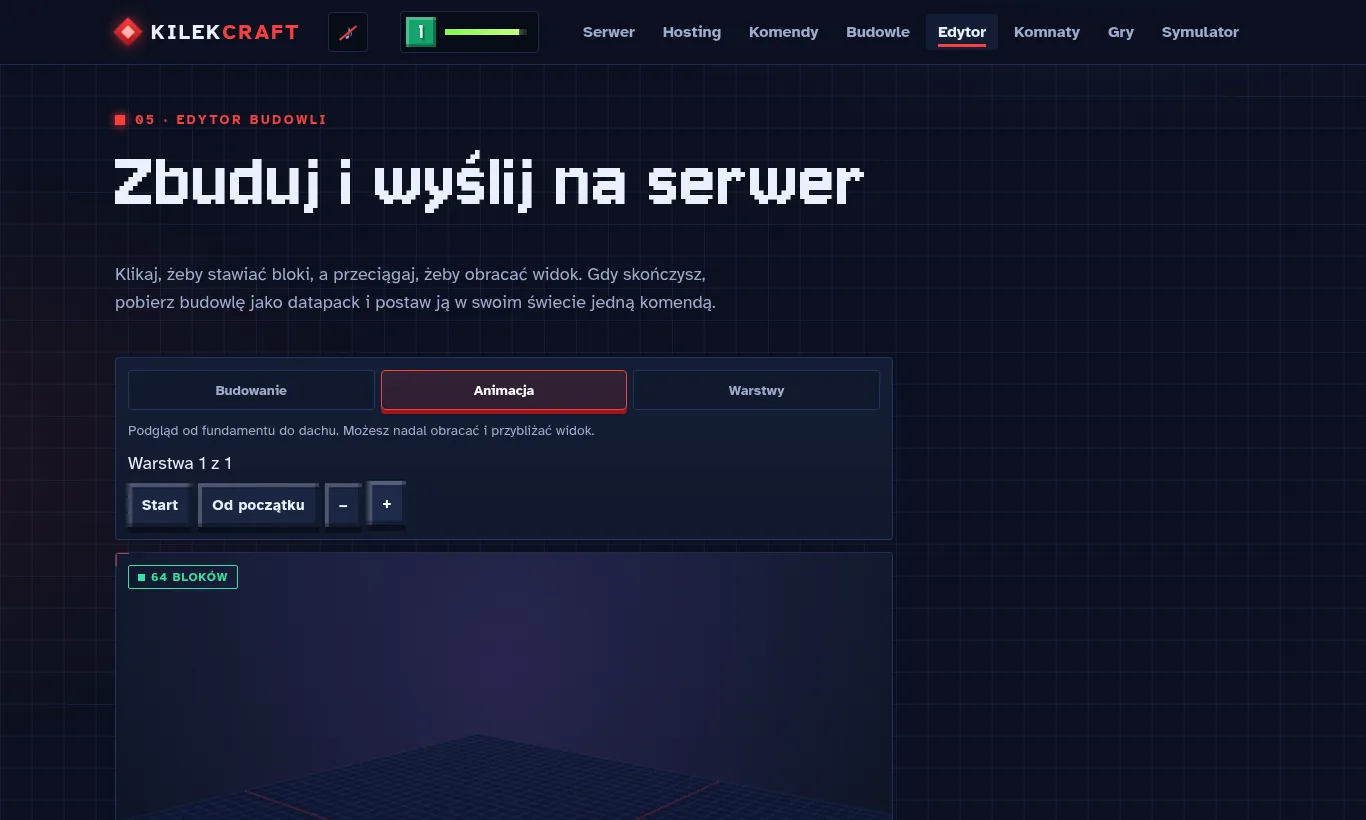 KILEKCRAFT
1
Serwer
Hosting
Komendy
Budowle
Edytor
Komnaty
Gry
Symulator
05 · EDYTOR BUDOWLI
Zbuduj i wyślij na serwer
Klikaj, żeby stawiać bloki, a przeciągaj, żeby obracać widok. Gdy skończysz,
pobierz budowlę jako datapack i postaw ją w swoim świecie jedną komendą.
Budowanie
Animacja
Warstwy
Podgląd od fundamentu do dachu. Możesz nadal obracać i przybliżać widok.
Warstwa 1 z 1
Start
Od początku
−
+
64 BLOKÓW